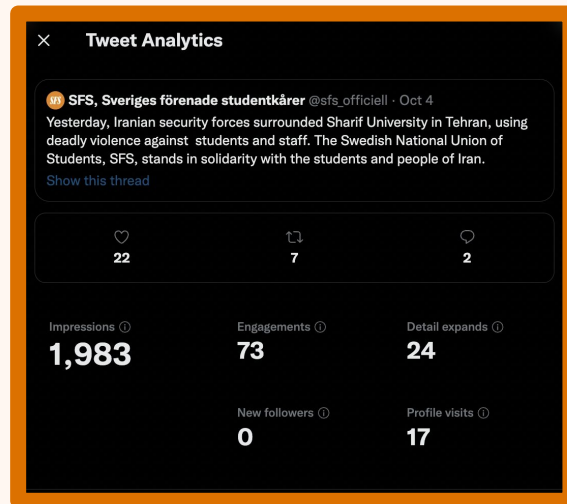 Tweet Analytics
SFS SFS, Sveriges förenade studentkårer @sfs_officiell · Oct 4
Yesterday, Iranian security forces surrounded Sharif University in Tehran, using
deadly violence against students and staff. The Swedish National Union of
Students, SFS, stands in solidarity with the students and people of Iran.
Show this thread
22 7 2
Impressions Engagements Detail expands
1,983 73 24
New followers Profile visits
0 17